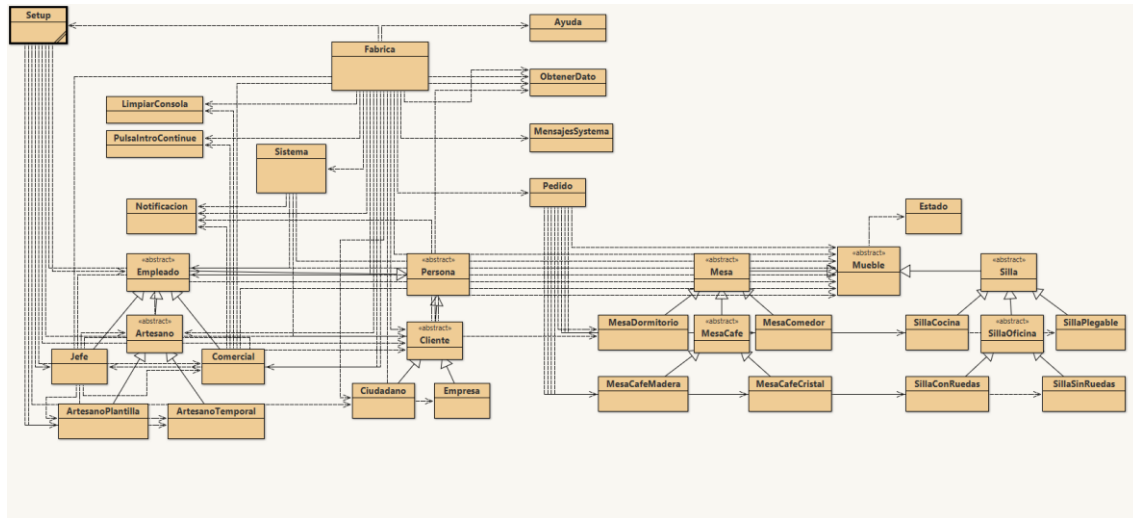 Setup
Ayuda
Fabrica
ObtenerDato
LimpiarConsola
MensajesSystema
PulsaIntroContinue
Sistema
Pedido
Notificacion
Estado
«abstract»
Empleado
«abstract»
Persona
«abstract»
Mesa
«abstract»
Mueble
«abstract»
Silla
«abstract»
Artesano
«abstract»
Cliente
MesaDormitorio
«abstract»
MesaCafe
MesaComedor
SillaCocina
«abstract»
SillaOficina
SillaPlegable
Jefe
Comercial
Ciudadano
Empresa
MesaCafeMadera
MesaCafeCristal
SillaConRuedas
SillaSinRuedas
ArtesanoPlantilla
ArtesanoTemporal